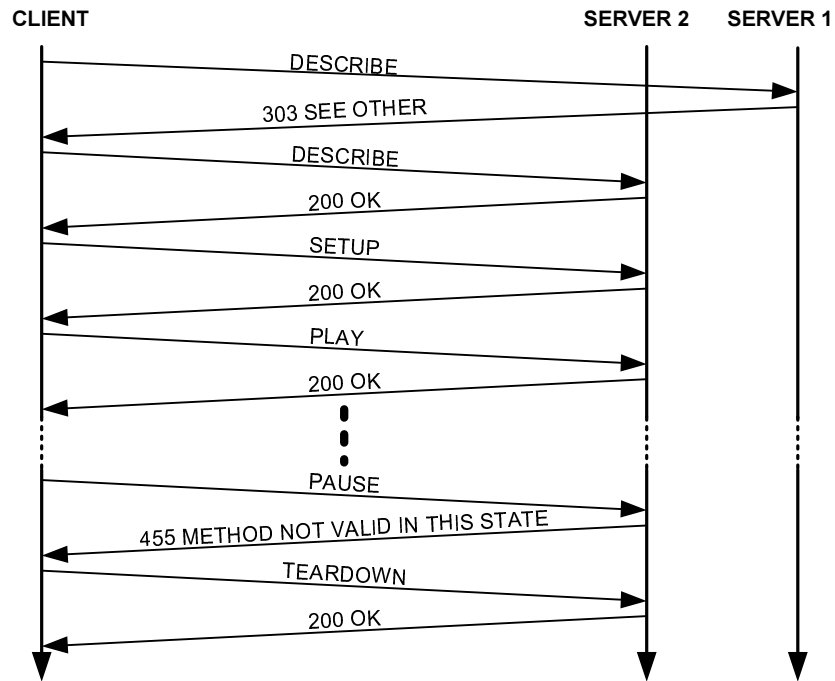 CLIENT
SERVER 2
SERVER 1
DESCRIBE
303 SEE OTHER
DESCRIBE
200 OK
SETUP
200 OK
PLAY
200 OK
PAUSE
455 METHOD NOT VALID IN THIS STATE
TEARDOWN
200 OK